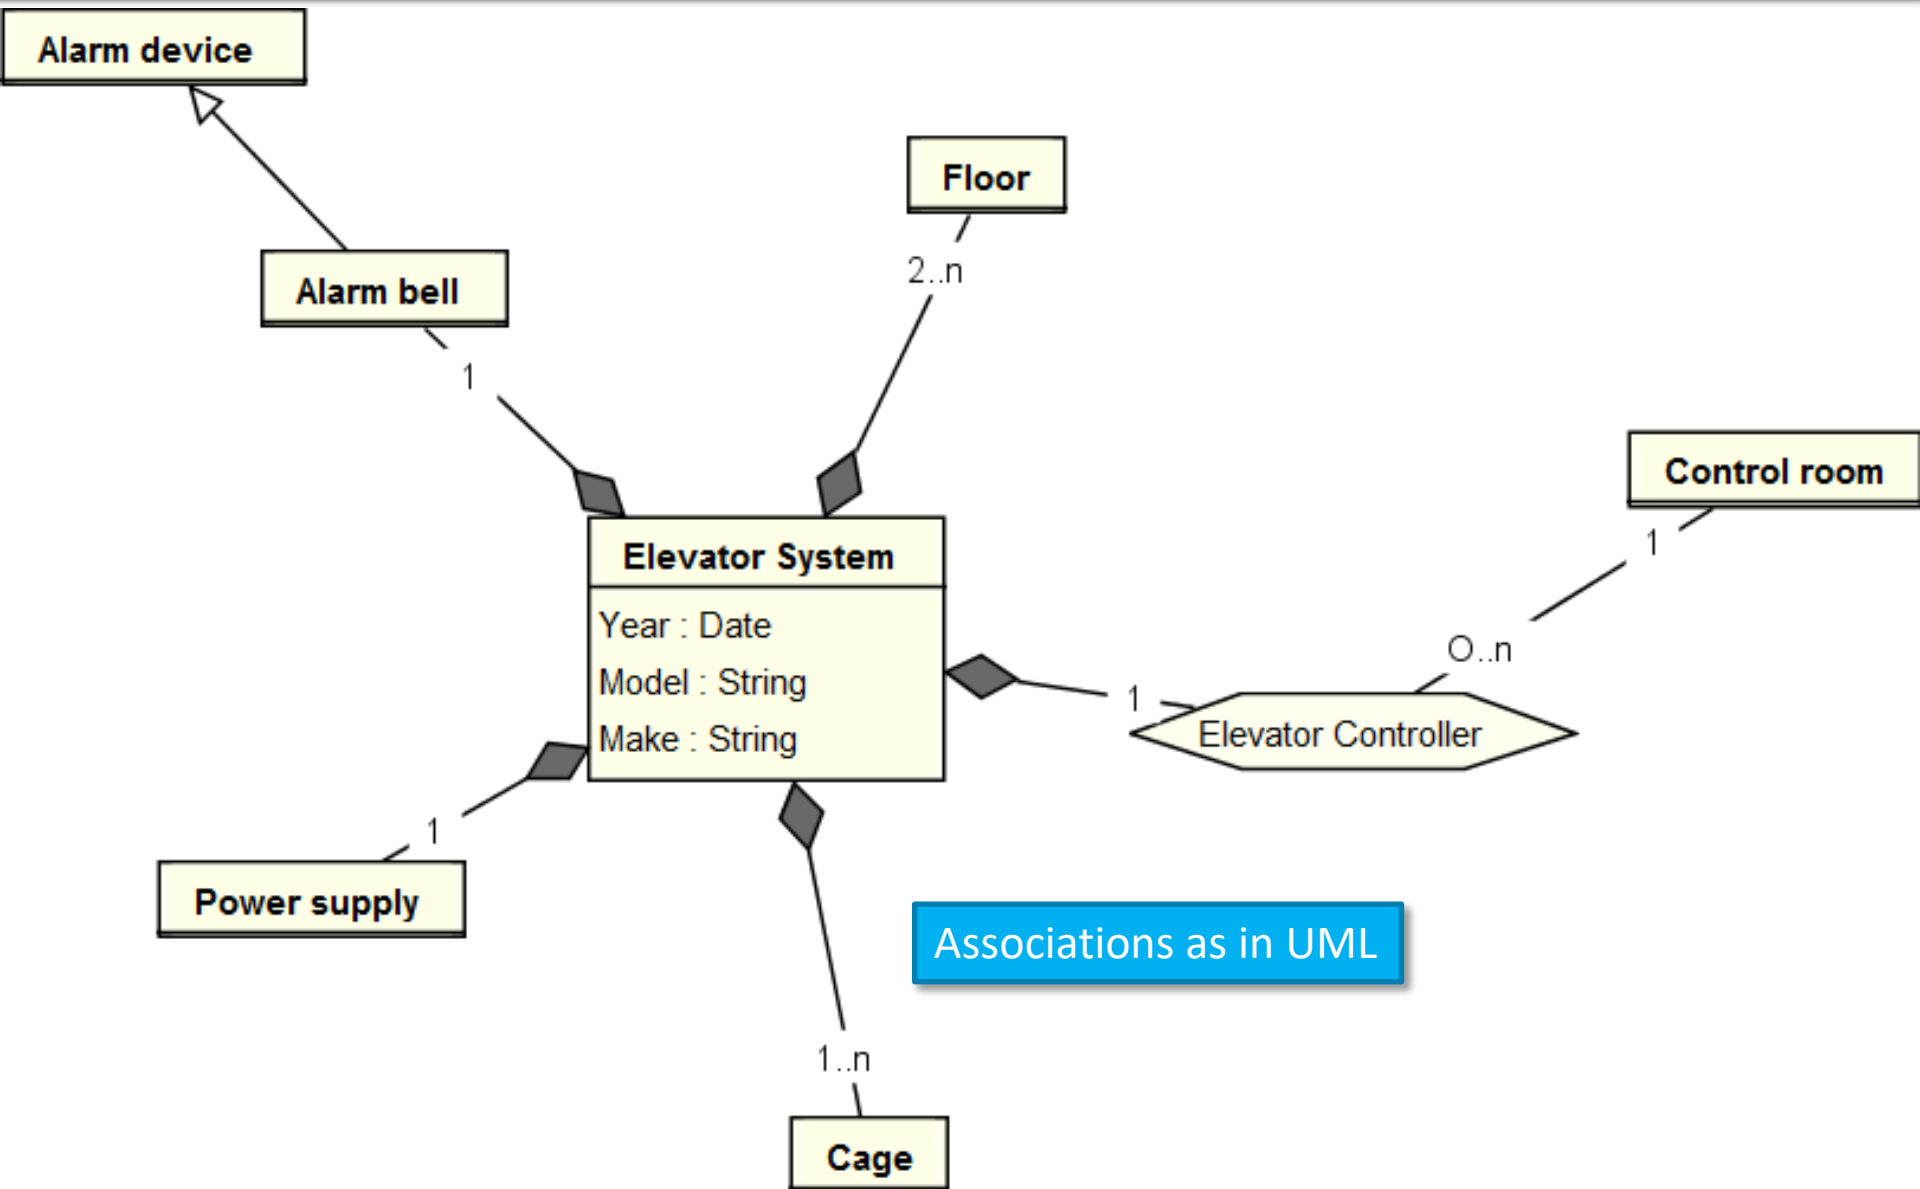 Alarm device
Floor
2..n
Alarm bell
1
Control room
1
Elevator System
Year : Date
Model : String
Make : String
O..n
1
Elevator Controller
1
Power supply
Associations as in UML
1..n
Cage